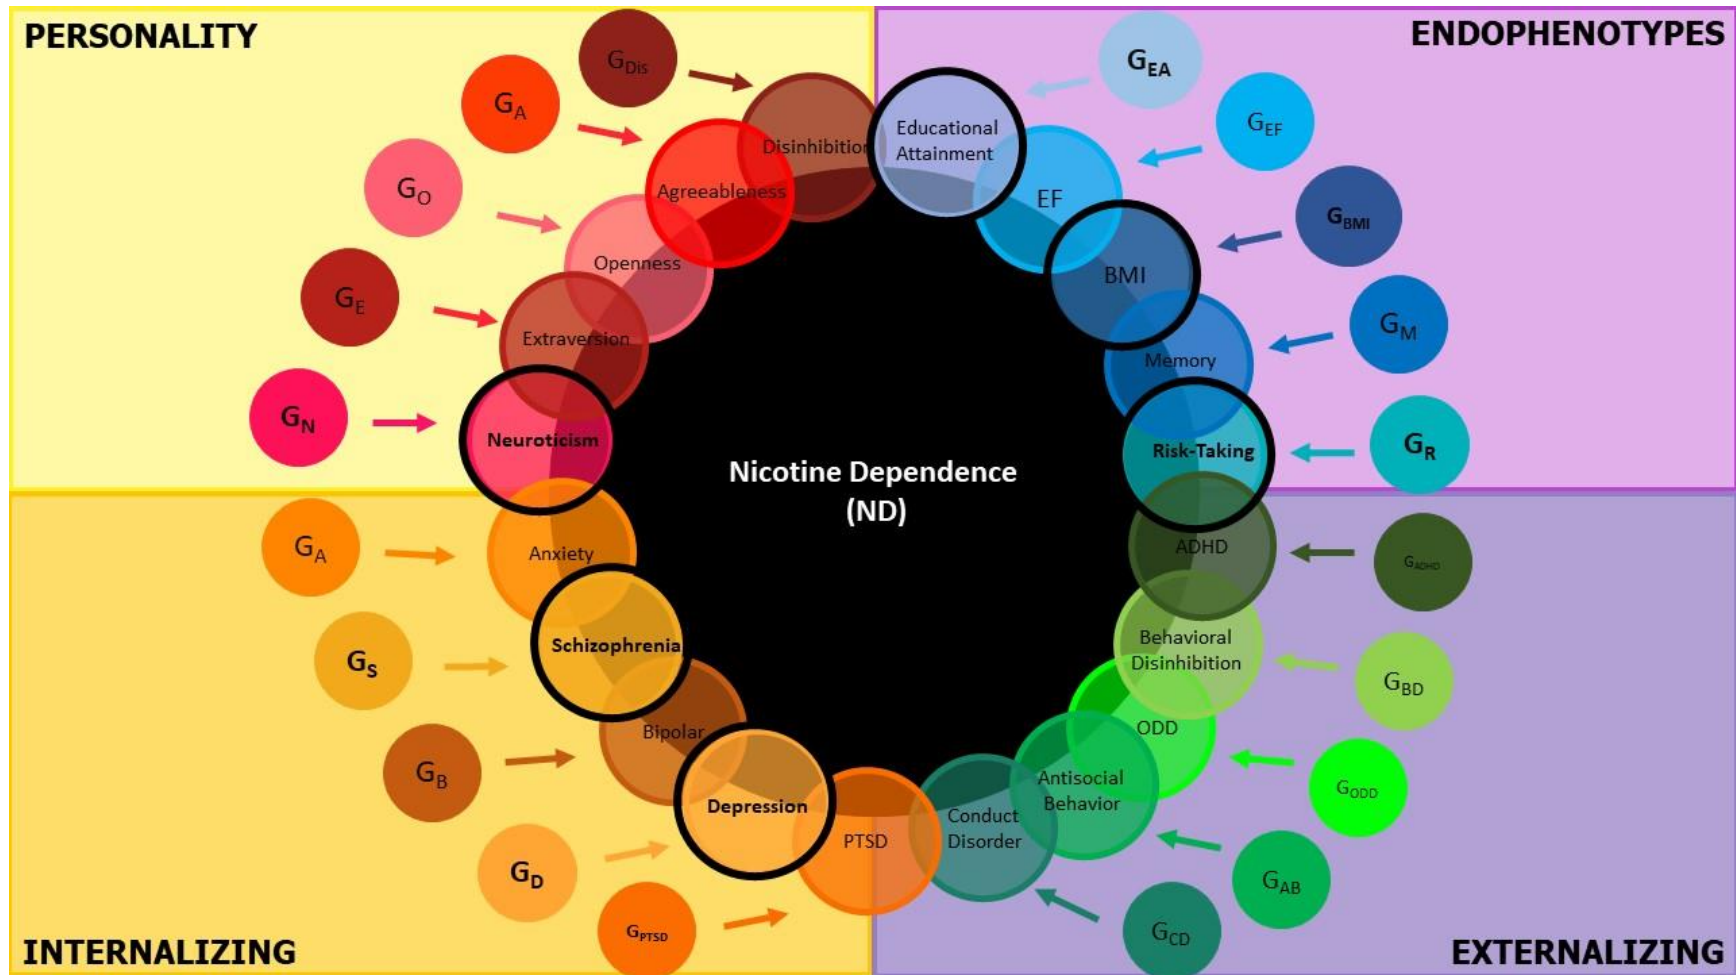 PERSONALITY
ENDOPHENOTYPES
G_Dis
G_A
G_O
G_E
G_N
Disinhibition
Agreeableness
Openness
Extraversion
Neuroticism
G_EA
G_EF
G_BMI
G_M
G_R
Educational
Attainment
EF
BMI
Memory
Risk-Taking
Nicotine Dependence
(ND)
G_A
G_S
G_B
G_D
G_PTSD
Anxiety
Schizophrenia
Bipolar
Depression
PTSD
G_ADHD
G_BD
G_ODD
G_AB
G_CD
ADHD
Behavioral
Disinhibition
ODD
Antisocial
Behavior
Conduct
Disorder
INTERNALIZING
EXTERNALIZING